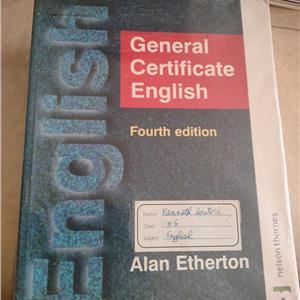 English
General
Certificate
English
Fourth edition
Name: Kenneth
Class:
Subject: English
Alan Etherton
nelson thornes